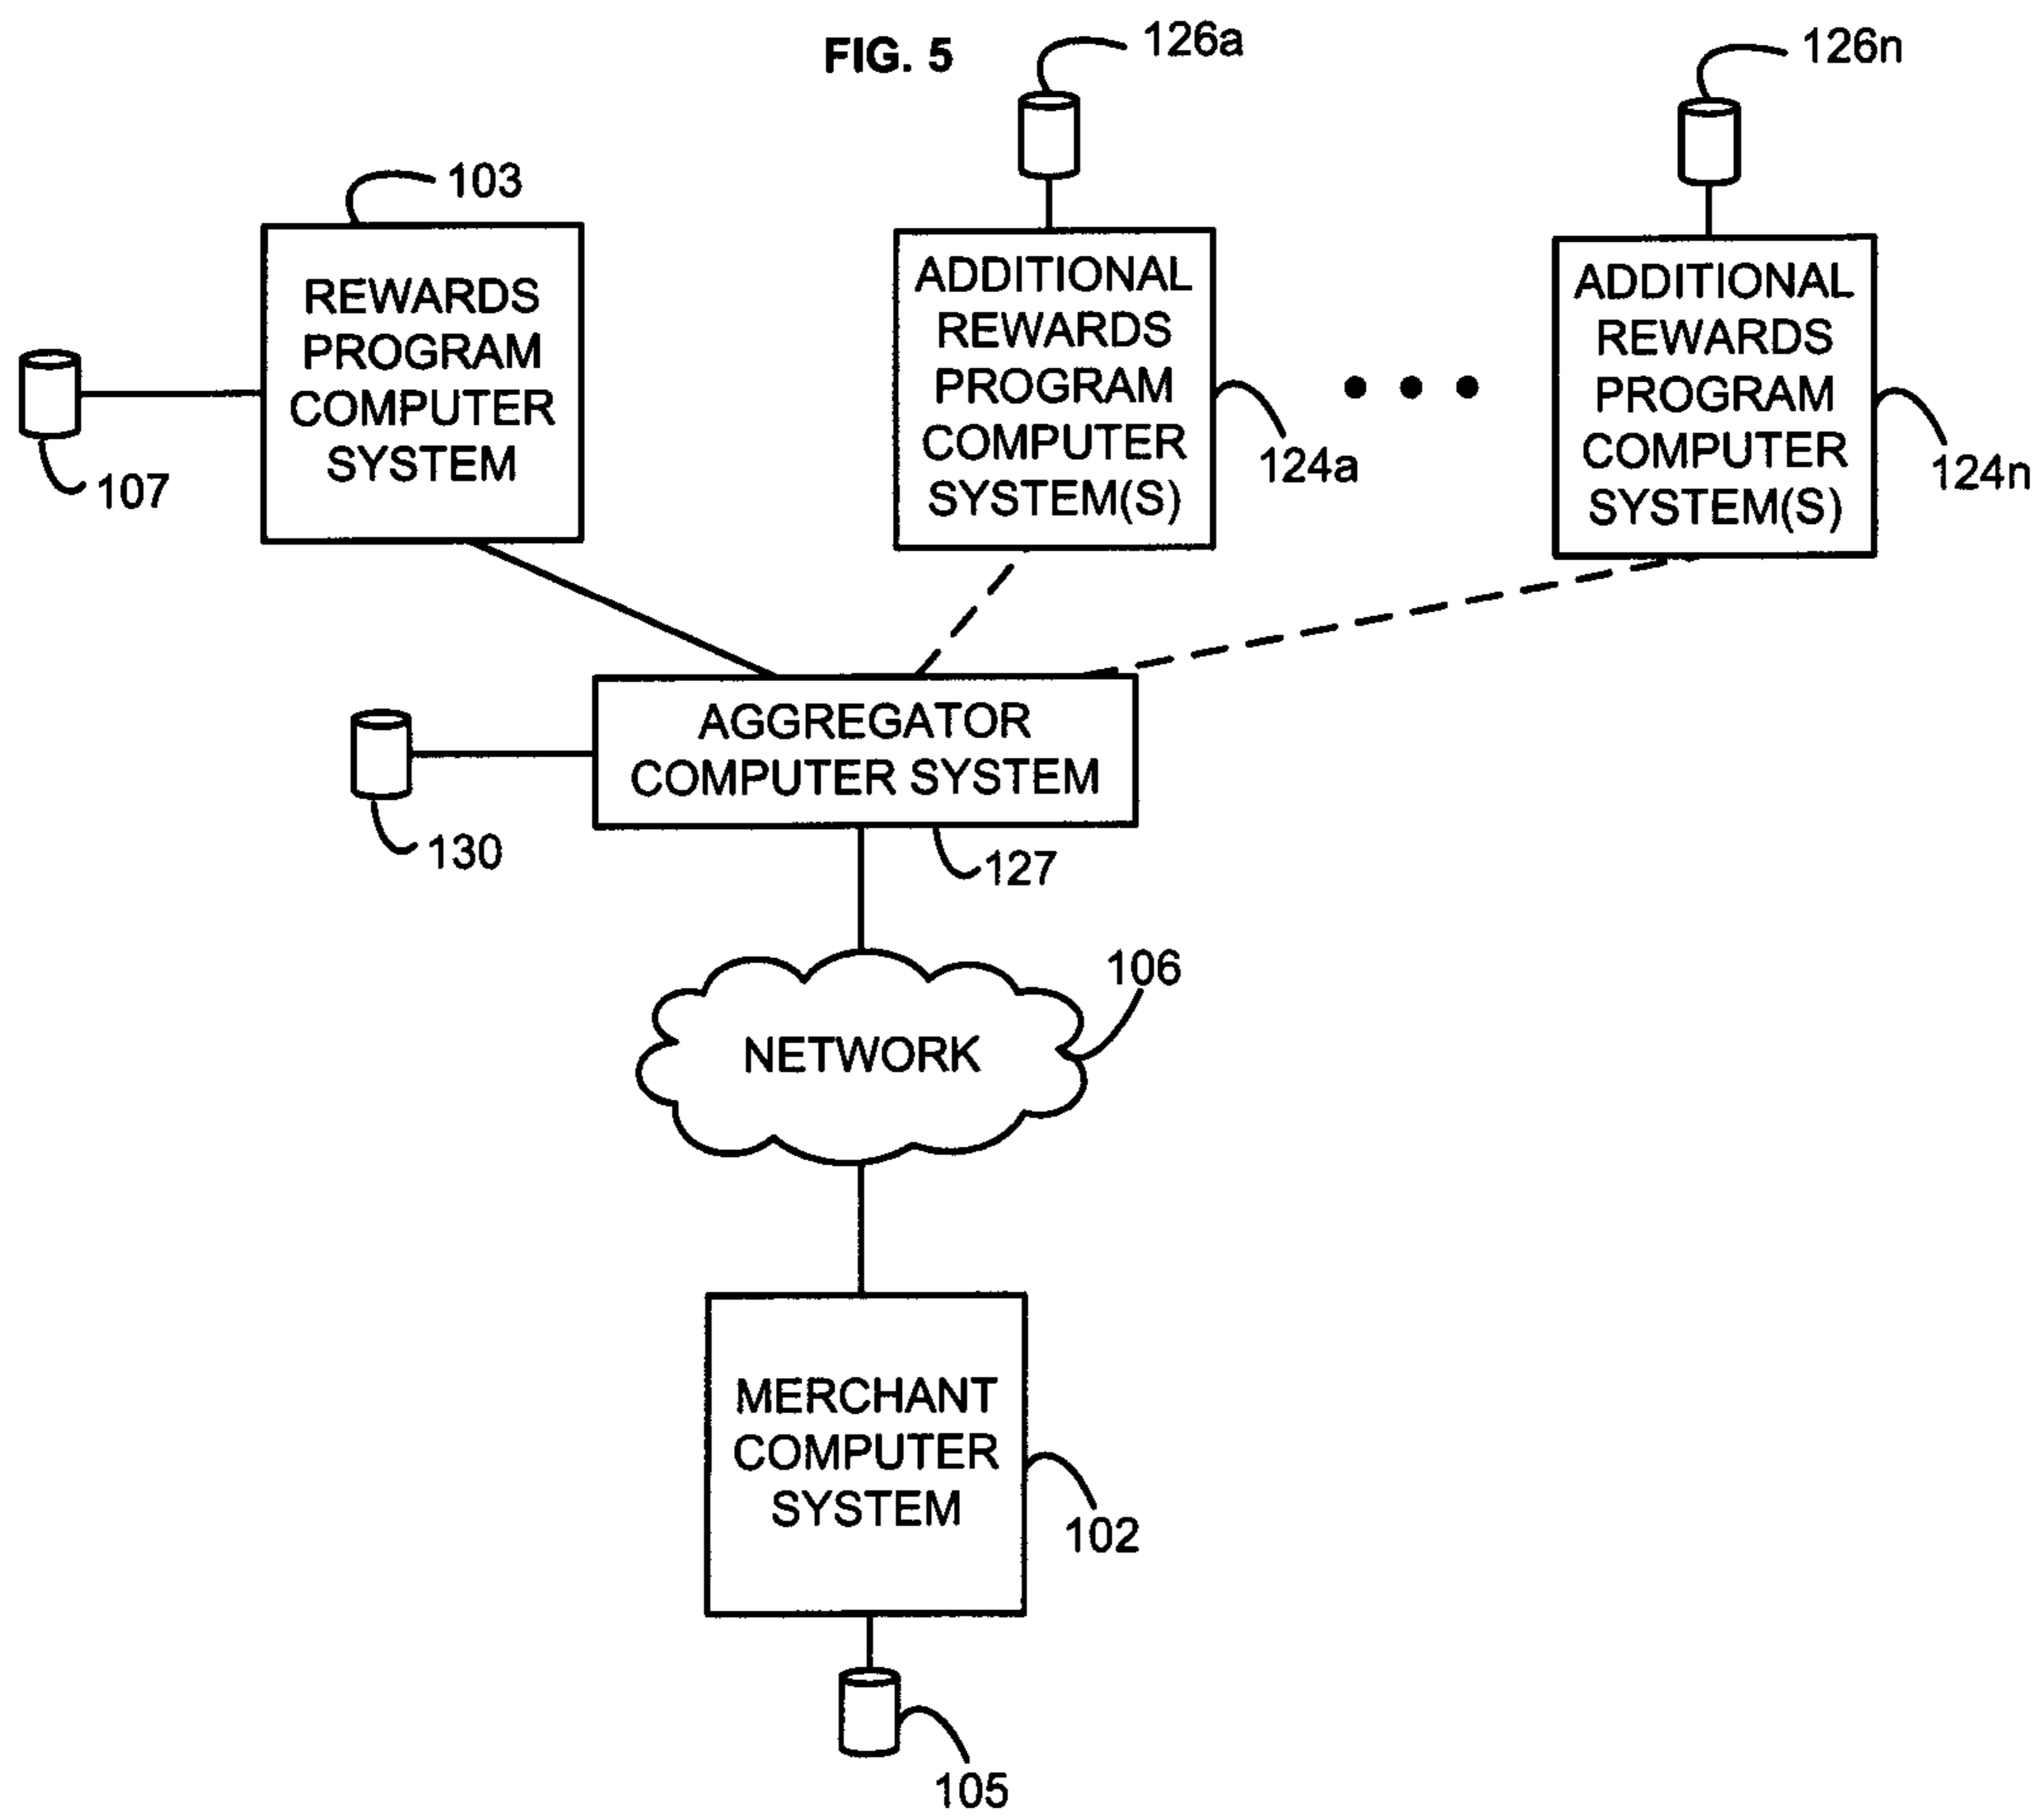 FIG. 5
126a
126n
103
REWARDS
PROGRAM
COMPUTER
SYSTEM
107
ADDITIONAL
REWARDS
PROGRAM
COMPUTER
SYSTEM(S)
124a
ADDITIONAL
REWARDS
PROGRAM
COMPUTER
SYSTEM(S)
124n
AGGREGATOR
COMPUTER SYSTEM
130
127
106
NETWORK
MERCHANT
COMPUTER
SYSTEM
102
105